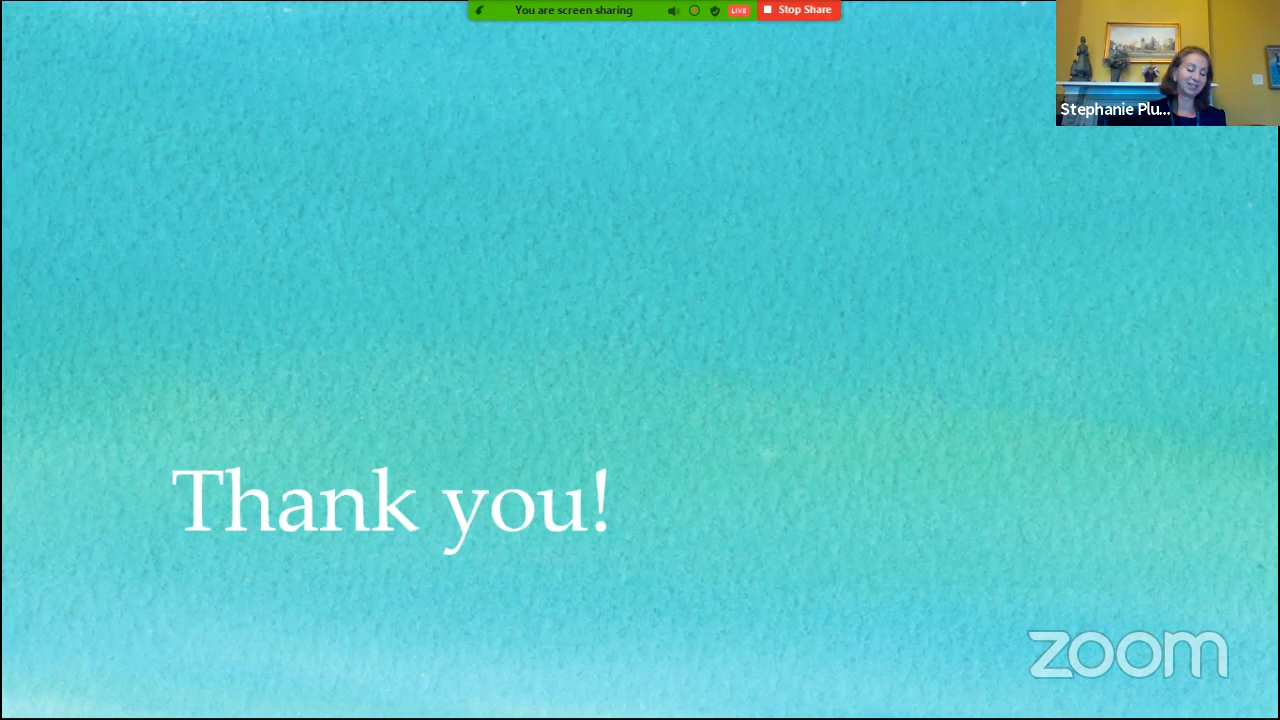 You are screen sharing
LIVE
Stop Share
Stephanie Plu...
Thank you!
zoom